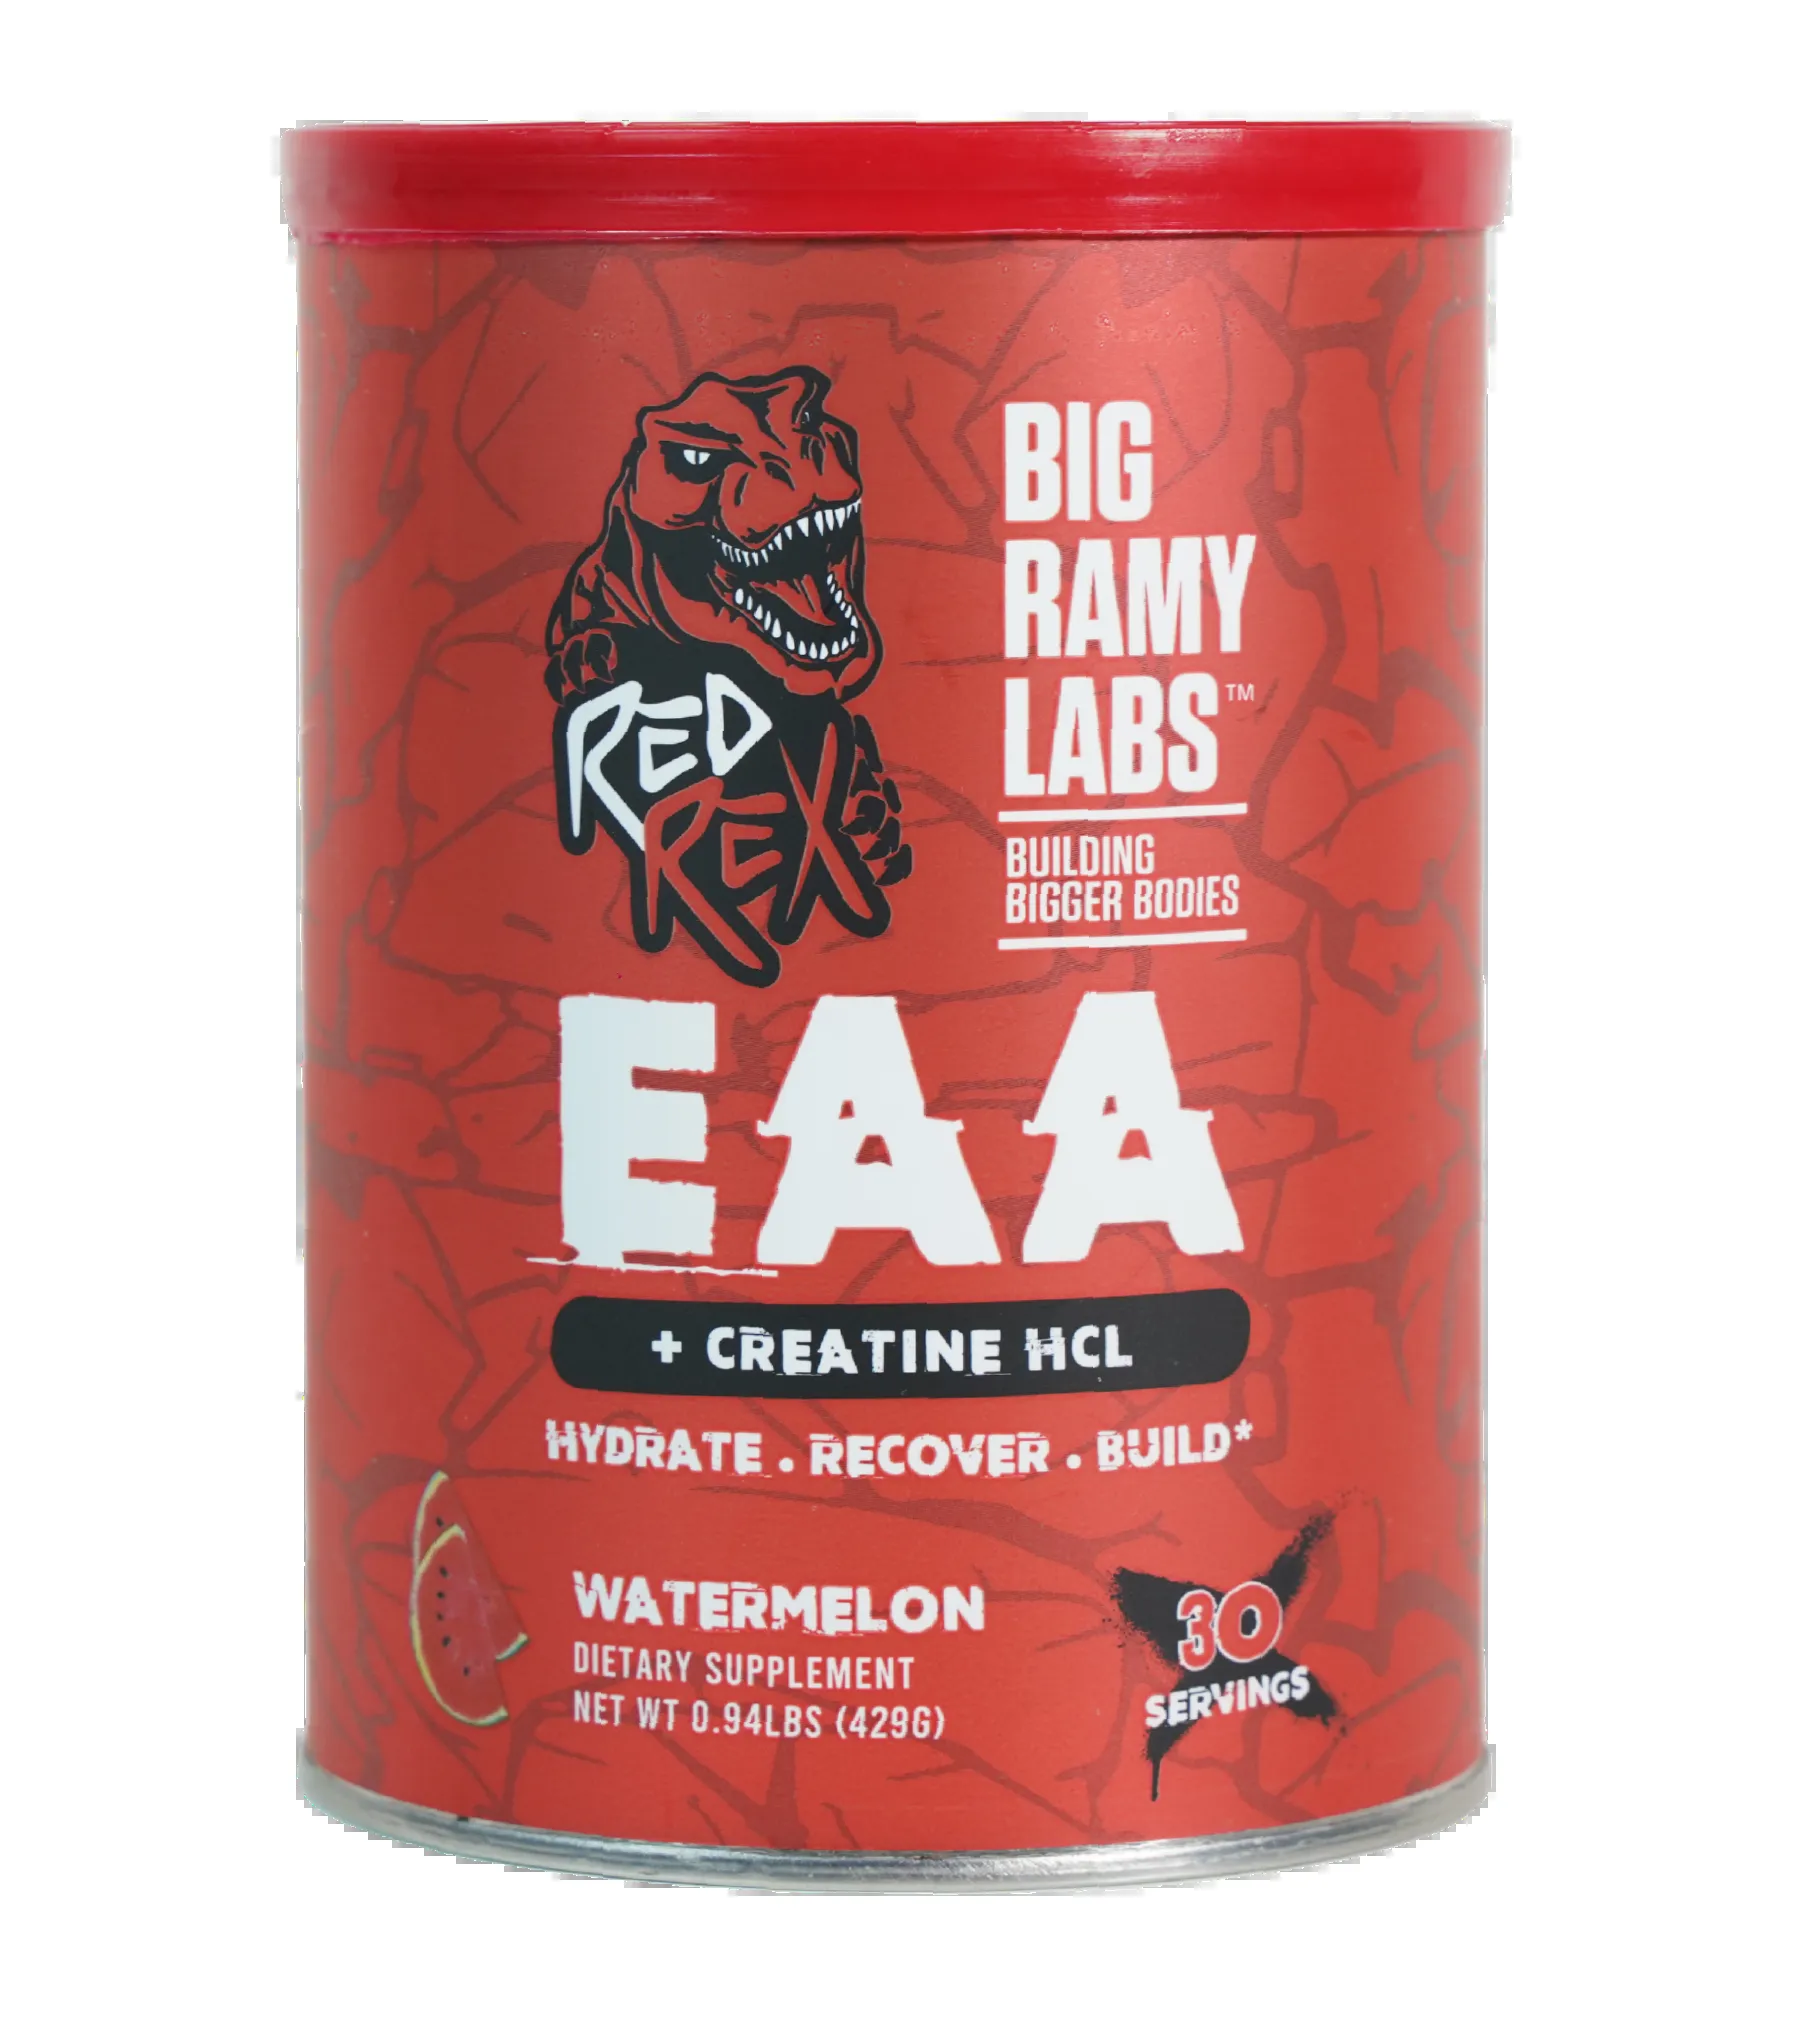 RED
REX
BIG
RAMY
LABS™
BUILDING
BIGGER BODIES
EAA
+ CREATINE HCL
HYDRATE . RECOVER . BUILD*
WATERMELON
DIETARY SUPPLEMENT
NET WT 0.94LBS (429G)
30
SERVINGS